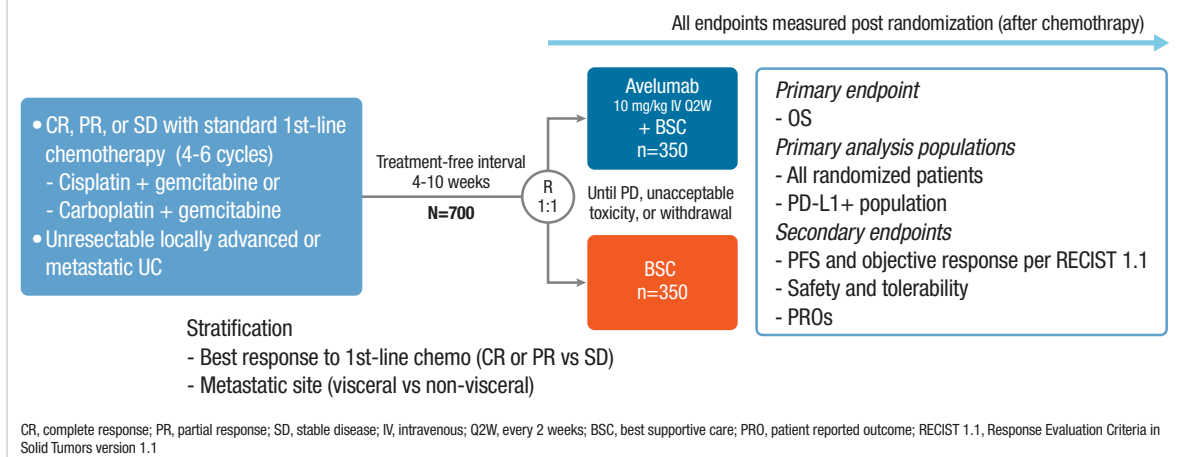 All endpoints measured post randomization (after chemothrapy)
• CR, PR, or SD with standard 1st-line
chemotherapy (4-6 cycles)
- Cisplatin + gemcitabine or
- Carboplatin + gemcitabine
• Unresectable locally advanced or
metastatic UC
Treatment-free interval
4-10 weeks
N=700
R
1:1
Avelumab
10 mg/kg IV Q2W
+ BSC
n=350
Until PD, unacceptable
toxicity, or withdrawal
BSC
n=350
Primary endpoint
- OS
Primary analysis populations
- All randomized patients
- PD-L1+ population
Secondary endpoints
- PFS and objective response per RECIST 1.1
- Safety and tolerability
- PROs
Stratification
- Best response to 1st-line chemo (CR or PR vs SD)
- Metastatic site (visceral vs non-visceral)
CR, complete response; PR, partial response; SD, stable disease; IV, intravenous; Q2W, every 2 weeks; BSC, best supportive care; PRO, patient reported outcome; RECIST 1.1, Response Evaluation Criteria in
Solid Tumors version 1.1